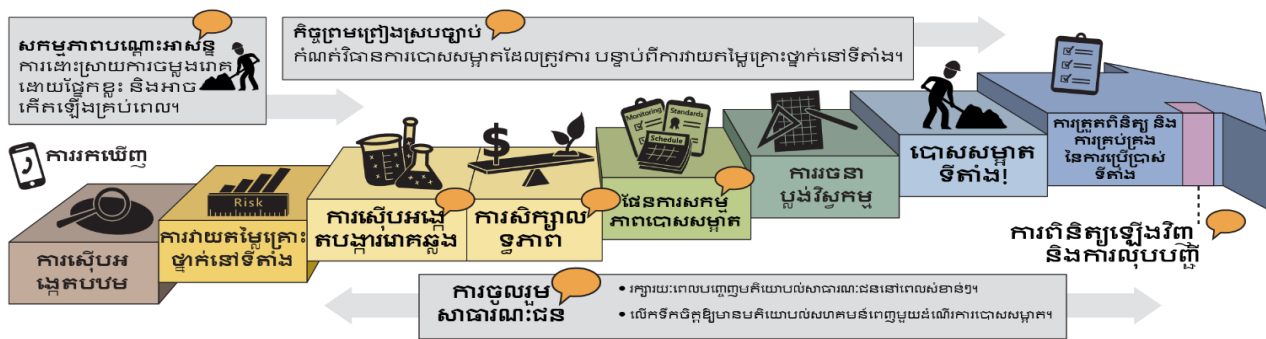 សកម្មភាពបណ្តោះអាសន្ន
ការដោះស្រាយការចម្លងរោគ
ដោយផ្នែកខ្លះ និងអាច
កើតឡើងគ្រប់ពេល។
កិច្ចព្រមព្រៀងស្របច្បាប់
កំណត់វិធានការបោសសម្អាតដែលត្រូវការ បន្ទាប់ពីការវាយតម្លៃគ្រោះថ្នាក់នៅទីតាំង។
ការរកឃើញ
ការស៊ើបអ
ង្កេតបឋម
Risk
ការវាយតម្លៃគ្រោះ
ថ្នាក់នៅទីតាំង
ការស៊ើបអង្កេ
តបង្ការរោគឆ្លង
$
ការសិក្សាល
ទ្ធភាព
Monitoring
Standards
Schedule
ផែនការសកម្ម
ភាពបោសសម្អាត
ការរចនា
ប្លង់វិស្វកម្ម
បោសសម្អាត
ទីតាំង!
ការត្រួតពិនិត្យ និង
ការគ្រប់គ្រង
នៃការប្រើប្រាស់
ទីតាំង
ការពិនិត្យឡើងវិញ
និងការលុបបញ្ជី
ការចូលរួម
សាធារណៈជន
• រក្សារយៈពេលបញ្ចេញមតិយោបល់សាធារណៈជននៅពេលសំខាន់ៗ។
• លើកទឹកចិត្តឱ្យមានមតិយោបល់សហគមន៍ពេញមួយដំណើរការបោសសម្អាត។